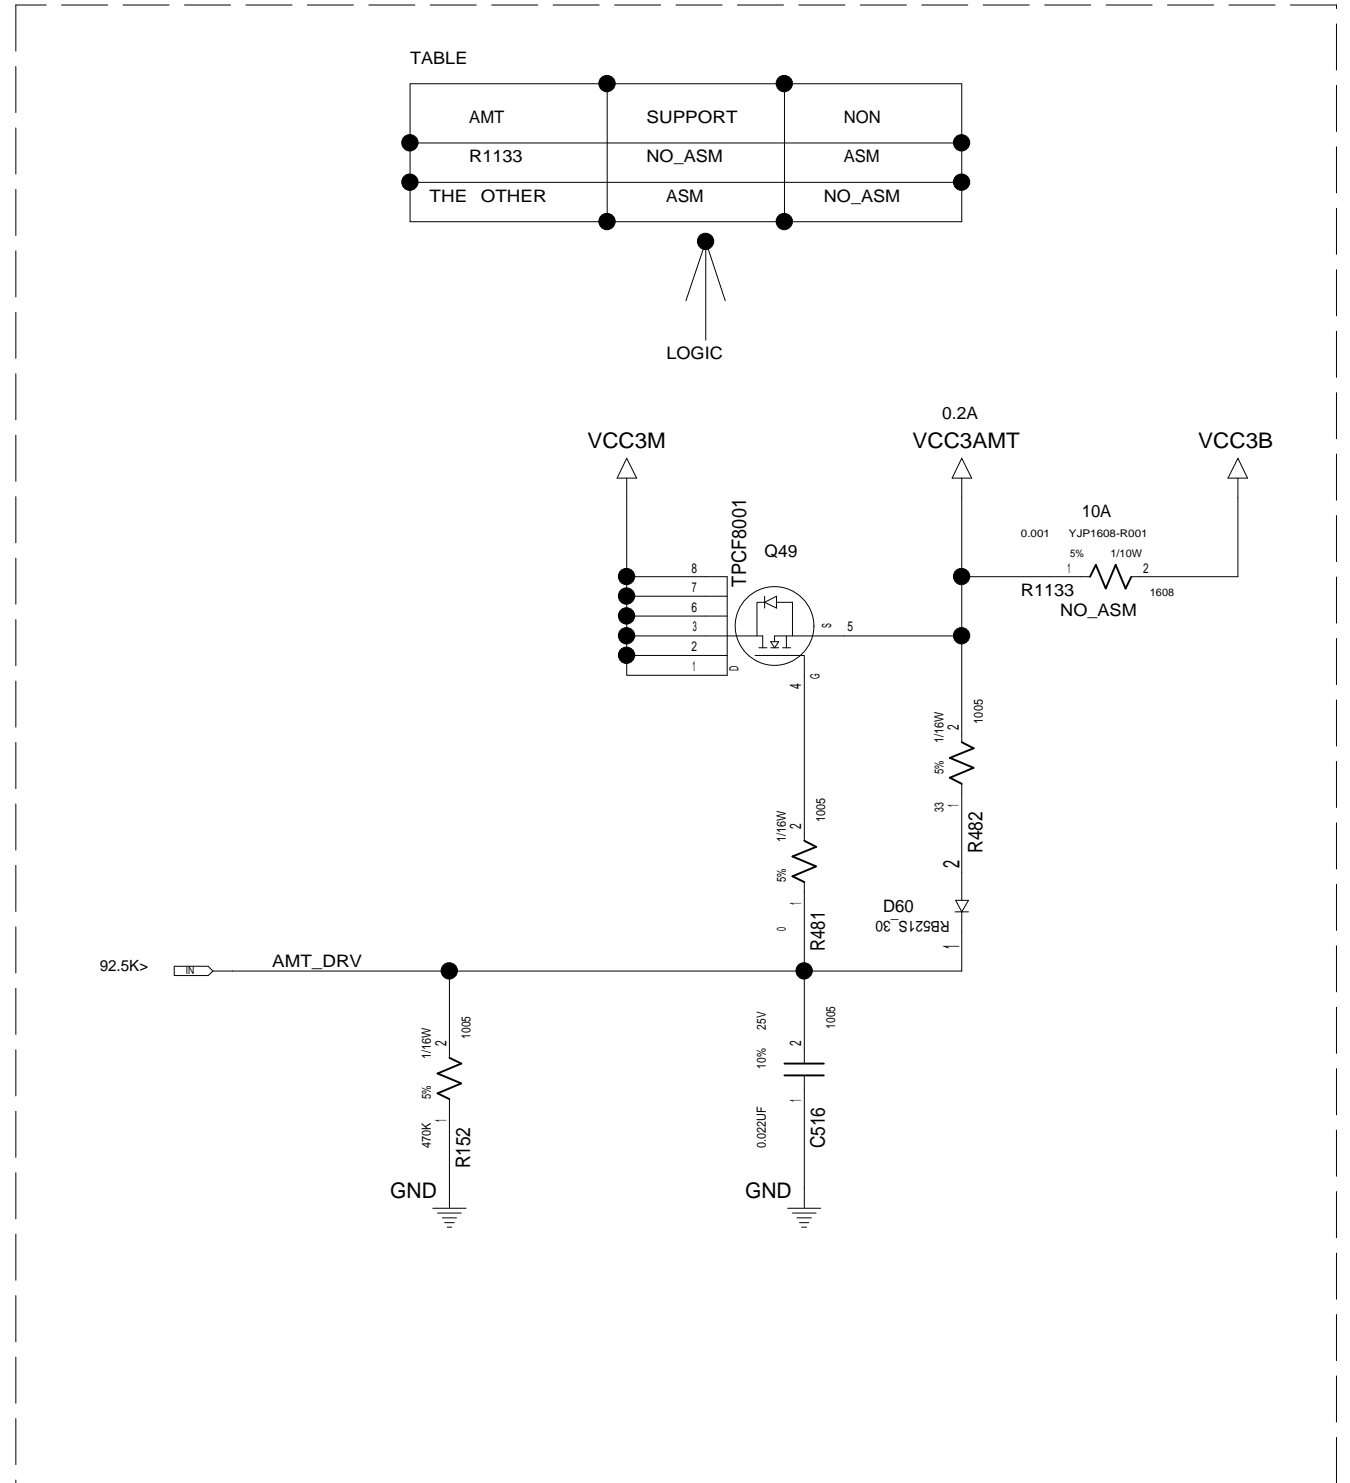 TABLE
AMT SUPPORT NON
R1133 NO_ASM ASM
THE OTHER ASM NO_ASM
LOGIC
0.2A
VCC3M VCC3AMT VCC3B
10A
0.001 YJP1608-R001
5% 1/10W
1 2
R1133 1608
NO_ASM
TPCF8001
Q49
8
7
6
3
2
1
D
S 5
G
4
1/16W 2 1005
5%
33 1
R482
2
D60
RB521S_30
1
1/16W 2 1005
5%
0 1
R481
92.5K> IN AMT_DRV
1/16W 2 1005
5%
470K 1
R152
GND
25V 1005
10% 2
0.022UF 1
C516
GND